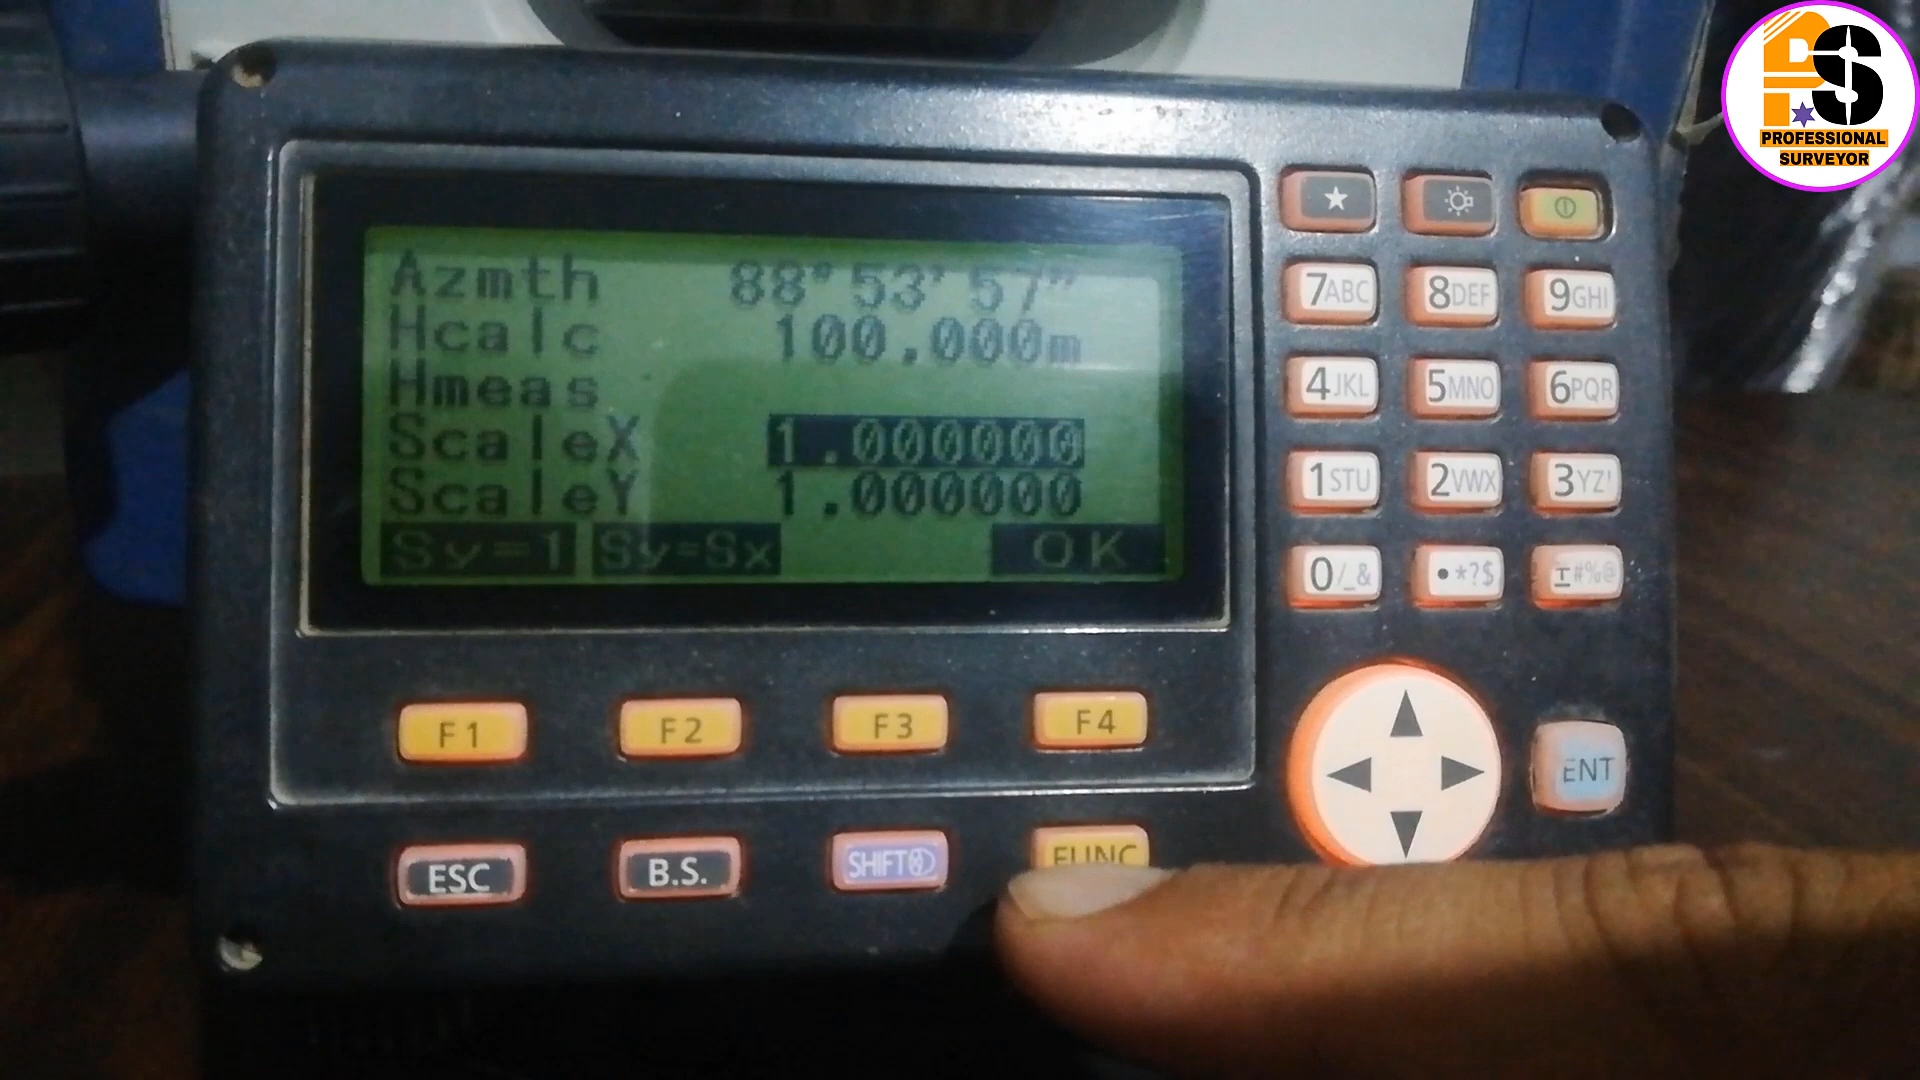 PS
PROFESSIONAL
SURVEYOR
Azmth 88°53'57"
Hcalc 100.000m
Hmeas
ScaleX 1.000000
ScaleY 1.000000
Sy=1 Sy=Sx OK
7ABC 8DEF 9GHI
4JKL 5MNO 6PQR
1STU 2VWX 3YZ'
0/_& •*?$ #%@
F1 F2 F3 F4
ENT
ESC B.S. SHIFT FUNC